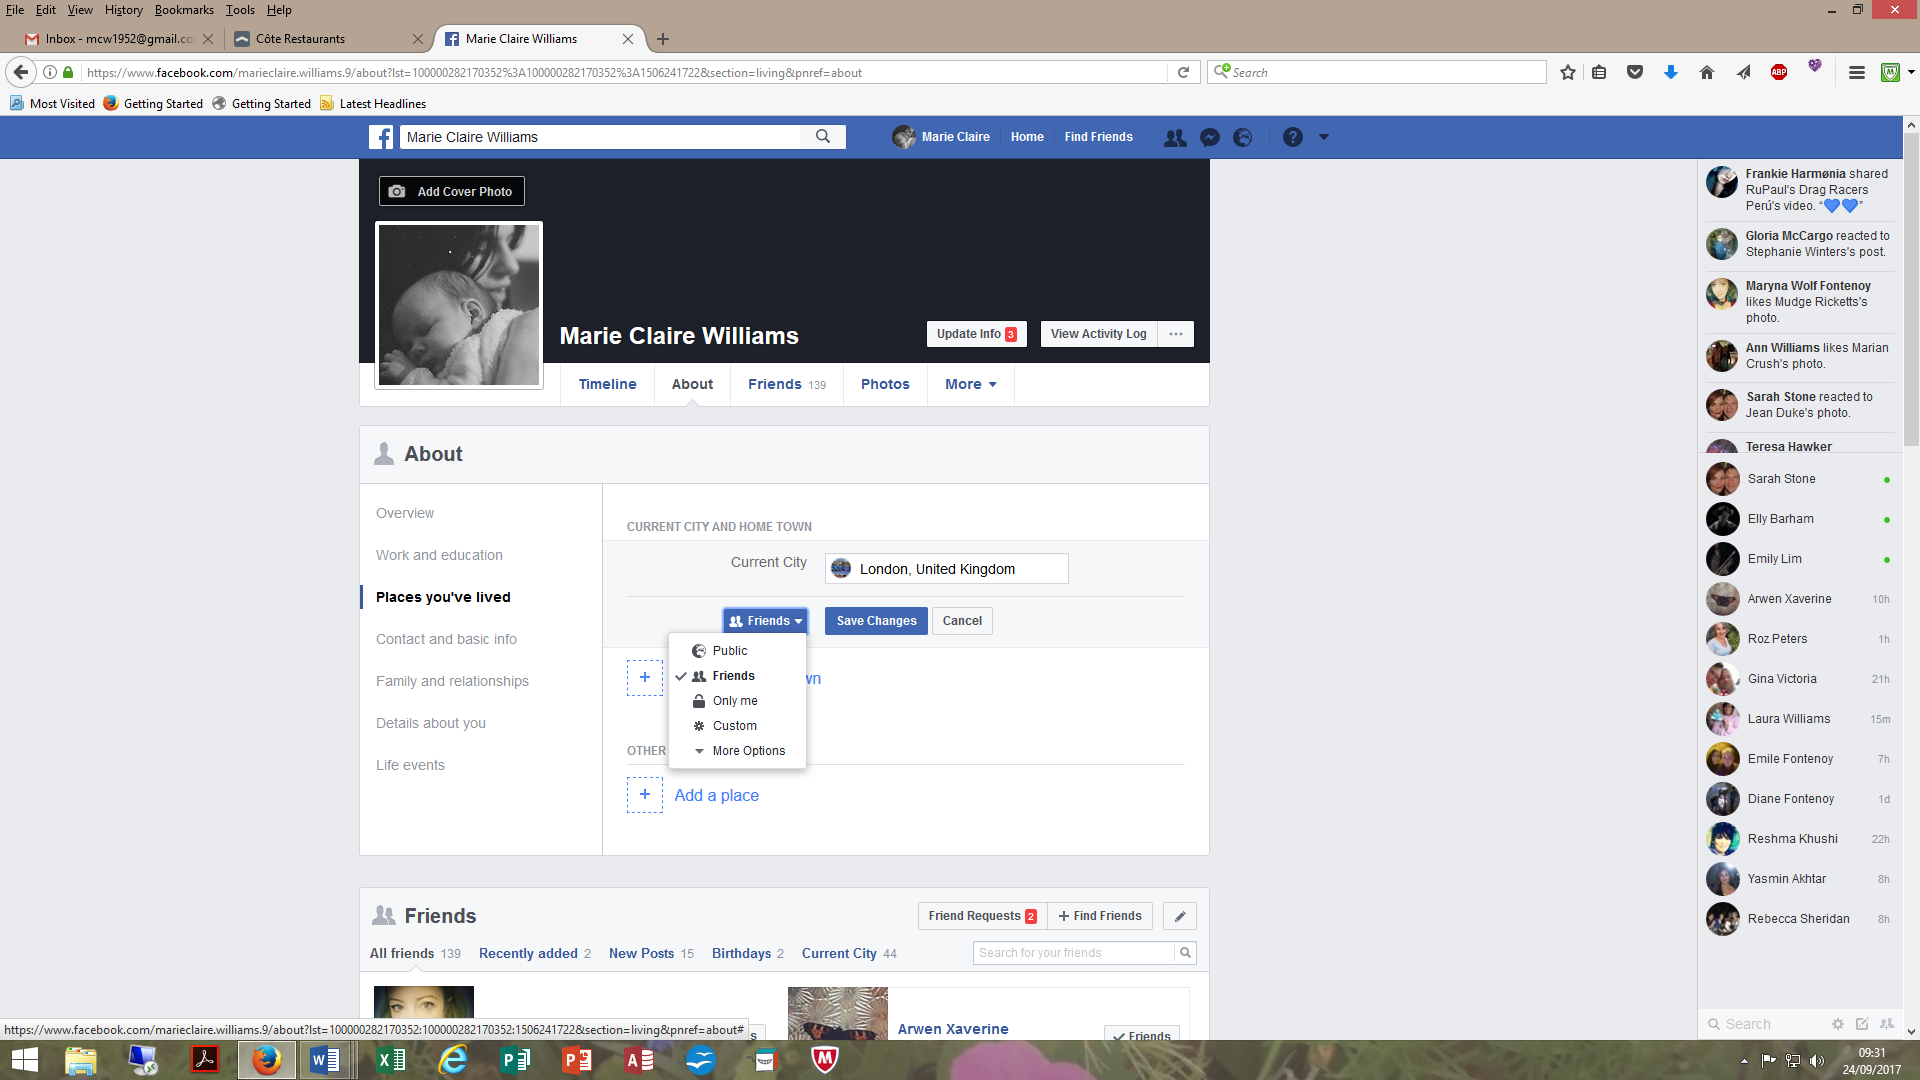 File Edit View History Bookmarks Tools Help
Inbox - mcw1952@gmail.co
Côte Restaurants
Marie Claire Williams
https://www.facebook.com/marieclaire.williams.9/about?lst=100000282170352%3A100000282170352%3A1506241722&section=living&pnref=about
Search
ABP
Most Visited Getting Started Getting Started Latest Headlines
Marie Claire Williams
Marie Claire Home Find Friends
Add Cover Photo
Marie Claire Williams
Update Info 3
View Activity Log
Timeline About Friends 139 Photos More
About
Overview
Work and education
Places you've lived
Contact and basic info
Family and relationships
Details about you
Life events
CURRENT CITY AND HOME TOWN
Current City London, United Kingdom
Friends Save Changes Cancel
Public
Friends
Only me
Custom
More Options
wn
OTHER
Add a place
Friends
Friend Requests 2 Find Friends
All friends 139 Recently added 2 New Posts 15 Birthdays 2 Current City 44
Search for your friends
Arwen Xaverine
Friends
s
Frankie Harmønia shared
RuPaul's Drag Racers
Perú's video. "💙💙"
Gloria McCargo reacted to
Stephanie Winters's post.
Maryna Wolf Fontenoy
likes Mudge Ricketts's
photo.
Ann Williams likes Marian
Crush's photo.
Sarah Stone reacted to
Jean Duke's photo.
Teresa Hawker
Sarah Stone
Elly Barham
Emily Lim
Arwen Xaverine 10h
Roz Peters 1h
Gina Victoria 21h
Laura Williams 15m
Emile Fontenoy 7h
Diane Fontenoy 1d
Reshma Khushi 22h
Yasmin Akhtar 8h
Rebecca Sheridan 8h
Search
https://www.facebook.com/marieclaire.williams.9/about?lst=100000282170352:100000282170352:1506241722&section=living&pnref=about#
09:31
24/09/2017